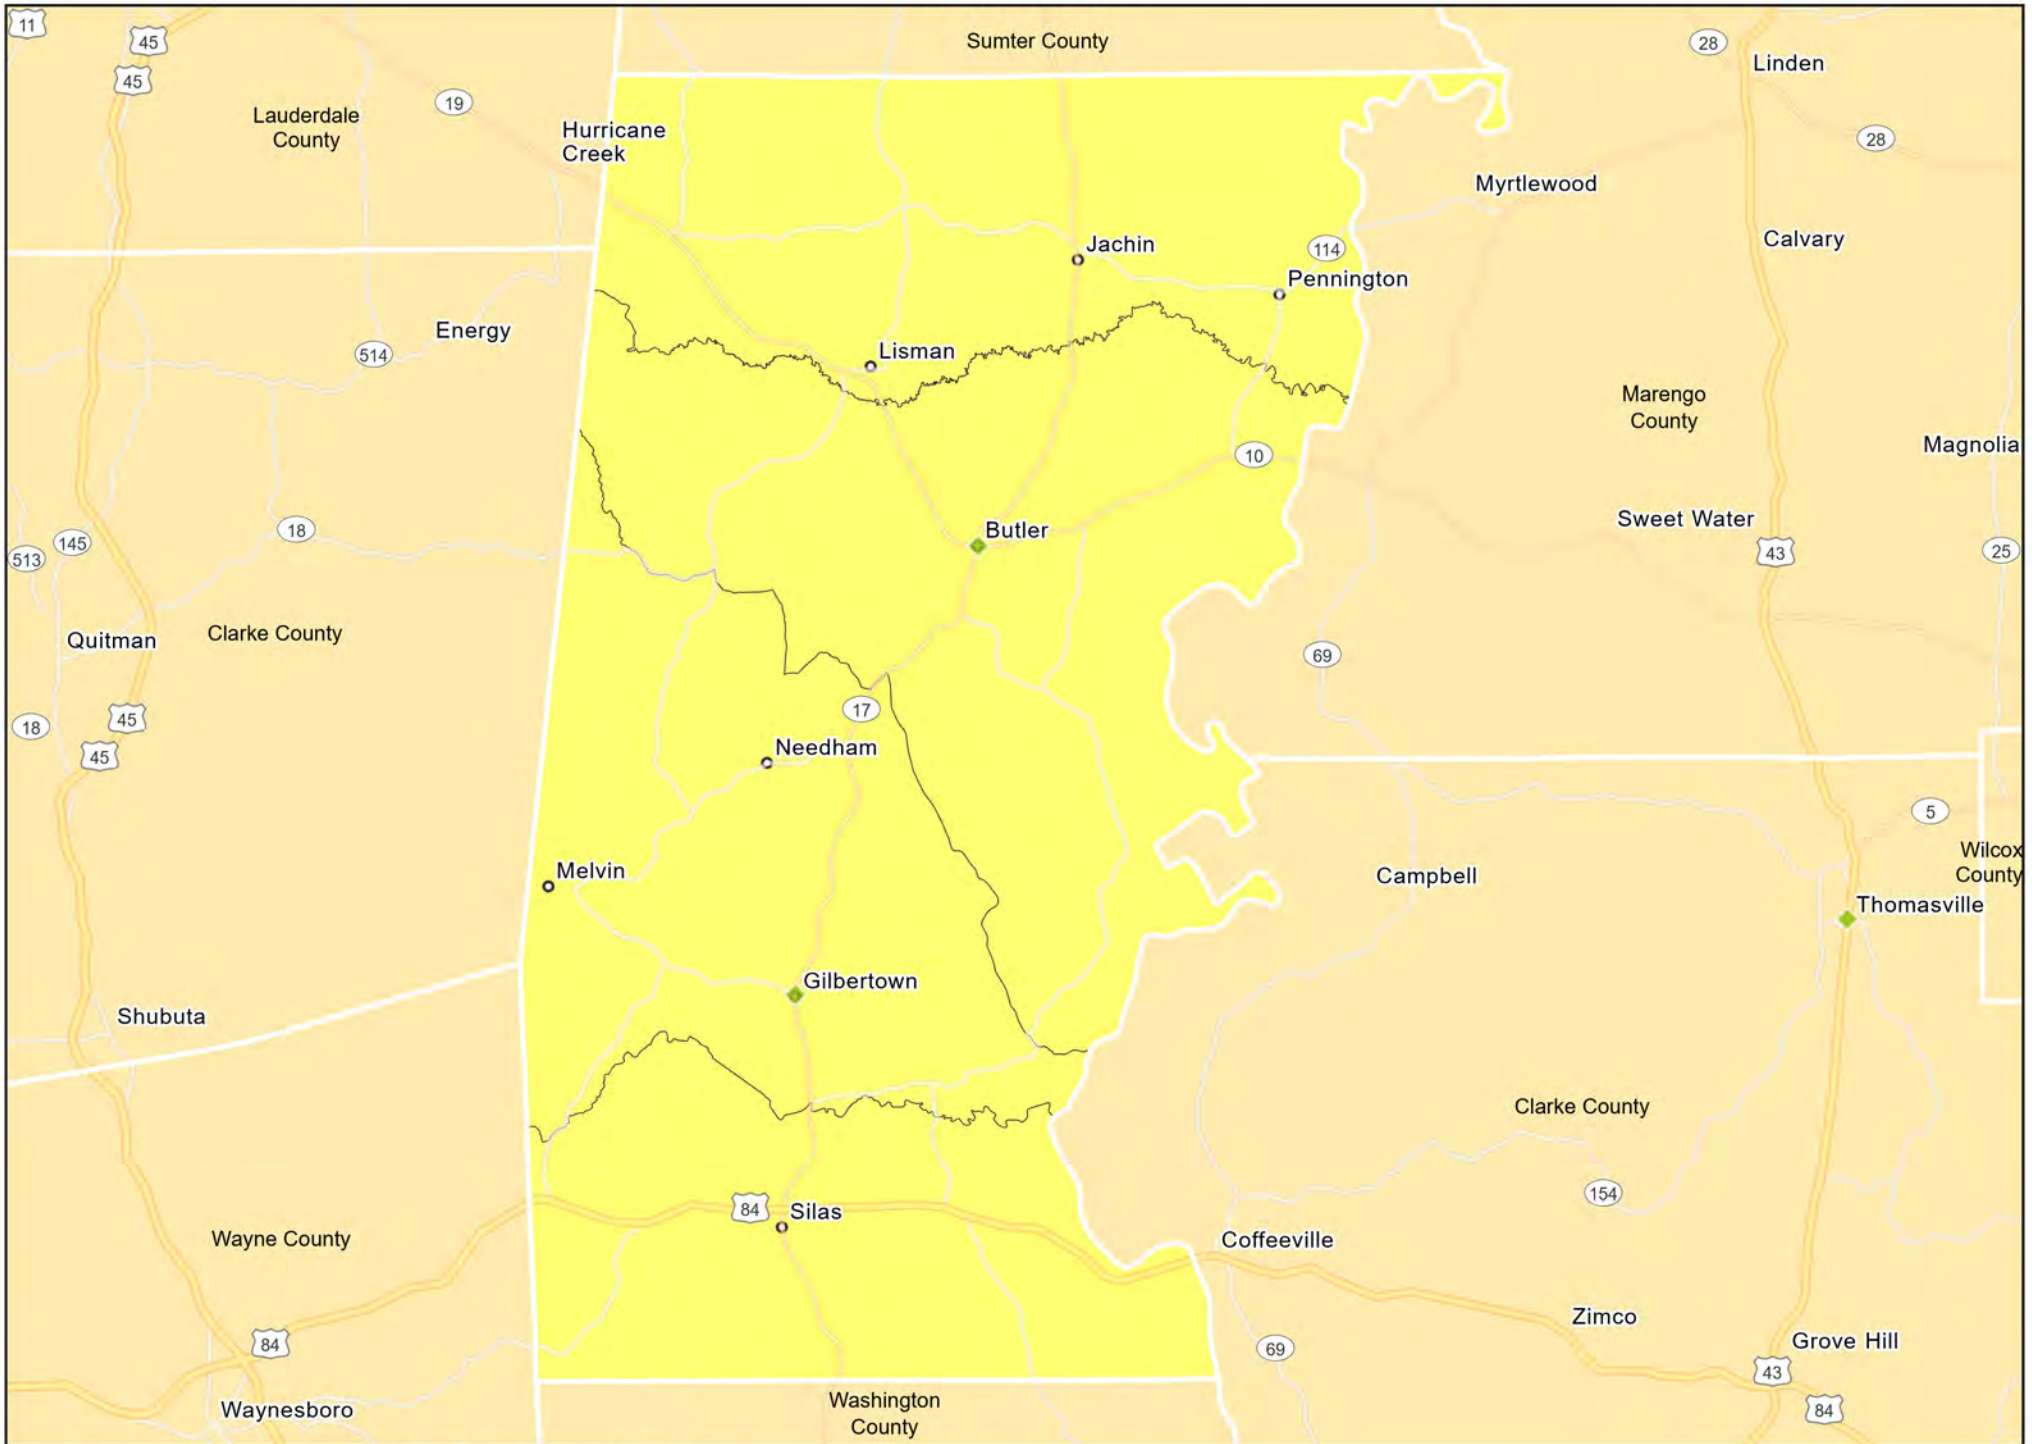 11
45
45
Sumter County
28
Linden
19
Lauderdale
County
Hurricane
Creek
28
Myrtlewood
Calvary
Jachin
114
Pennington
Energy
514
Lisman
Marengo
County
Magnolia
10
Sweet Water
Butler
18
145
513
43
25
Quitman
Clarke County
69
17
45
18
45
Needham
5
Wilcox
County
Melvin
Campbell
Thomasville
Gilbertown
Shubuta
Clarke County
154
84
Silas
Wayne County
Coffeeville
Zimco
84
69
Grove Hill
43
Waynesboro
Washington
County
84